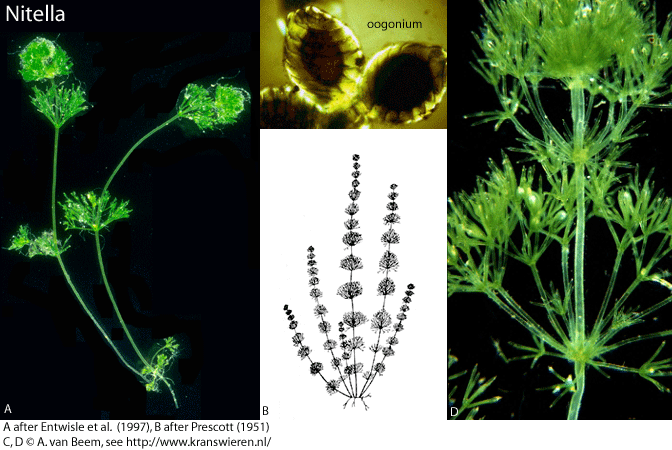 Nitella
oogonium
A
B
D
A after Entwisle et al. (1997), B after Prescott (1951)
C, D © A. van Beem, see http://www.kranswieren.nl/